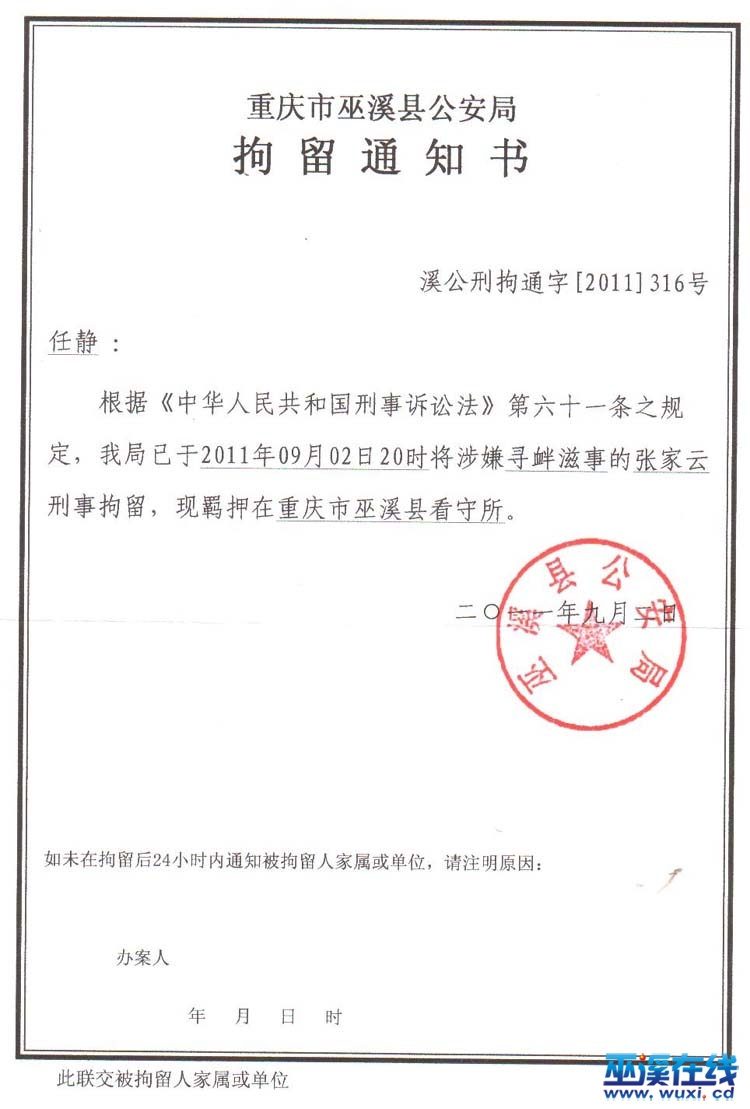 重庆市巫溪县公安局
拘留通知书
溪公刑拘通字[2011]316号
任静：
根据《中华人民共和国刑事诉讼法》第六十一条之规
定，我局已于2011年09月02日20时将涉嫌寻衅滋事的张家云
刑事拘留，现羁押在重庆市巫溪县看守所。
二〇一一年九月二日
巫溪县公安局
如未在拘留后24小时内通知被拘留人家属或单位，请注明原因：
办案人
年 月 日 时
此联交被拘留人家属或单位
巫溪在线
www.wuxi.cd